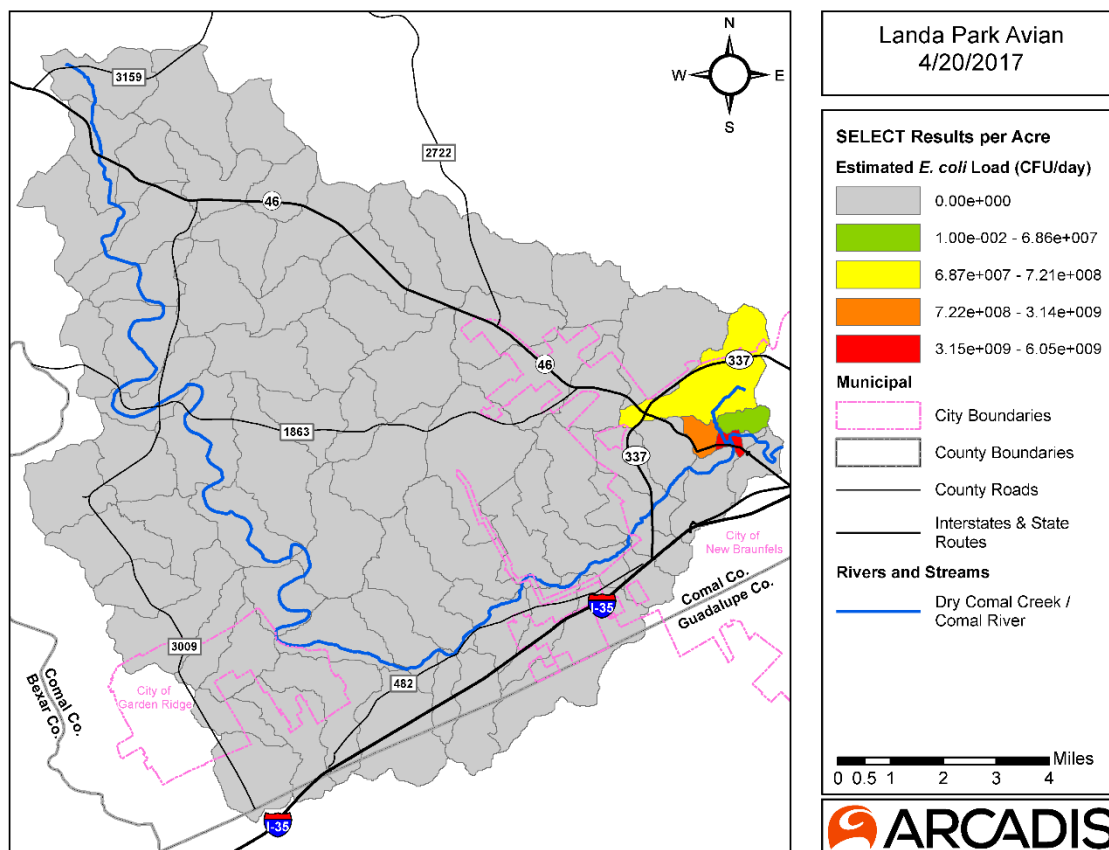 Landa Park Avian
4/20/2017
N
W
E
S
3159
2722
46
46
337
1863
337
City of
New Braunfels
Comal Co.
Guadalupe Co.
I-35
3009
482
City of
Garden Ridge
Comal Co.
Bexar Co.
I-35
SELECT Results per Acre
Estimated E. coli Load (CFU/day)
0.00e+000
1.00e-002 - 6.86e+007
6.87e+007 - 7.21e+008
7.22e+008 - 3.14e+009
3.15e+009 - 6.05e+009
Municipal
City Boundaries
County Boundaries
County Roads
Interstates & State
Routes
Rivers and Streams
Dry Comal Creek /
Comal River
Miles
0 0.5 1 2 3 4
ARCADIS